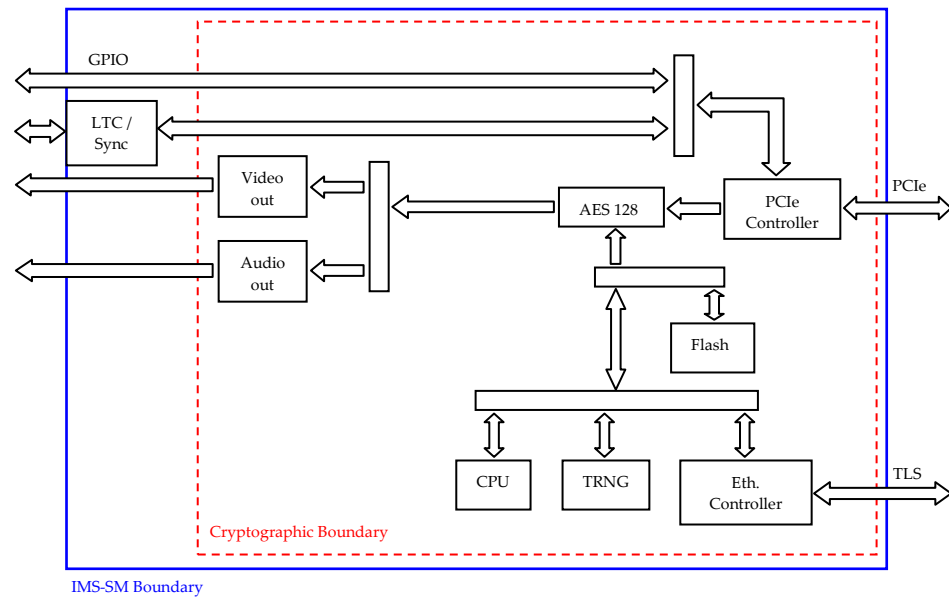 GPIO
LTC /
Sync
Video
out
AES 128
PCIe
Controller
PCIe
Audio
out
Flash
CPU
TRNG
Eth.
Controller
TLS
Cryptographic Boundary
IMS-SM Boundary